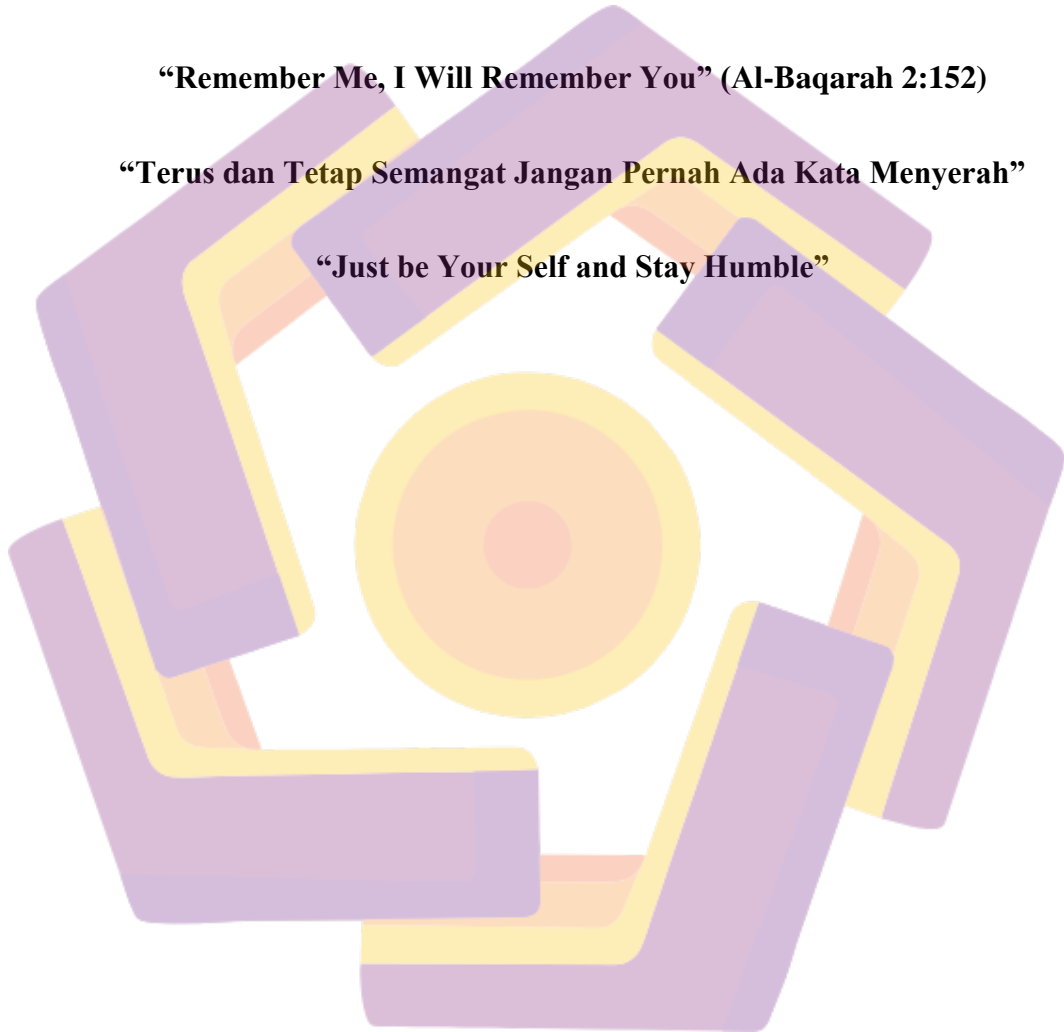 “Remember Me, I Will Remember You” (Al-Baqarah 2:152)
“Terus dan Tetap Semangat Jangan Pernah Ada Kata Menyerah”
“Just be Your Self and Stay Humble”